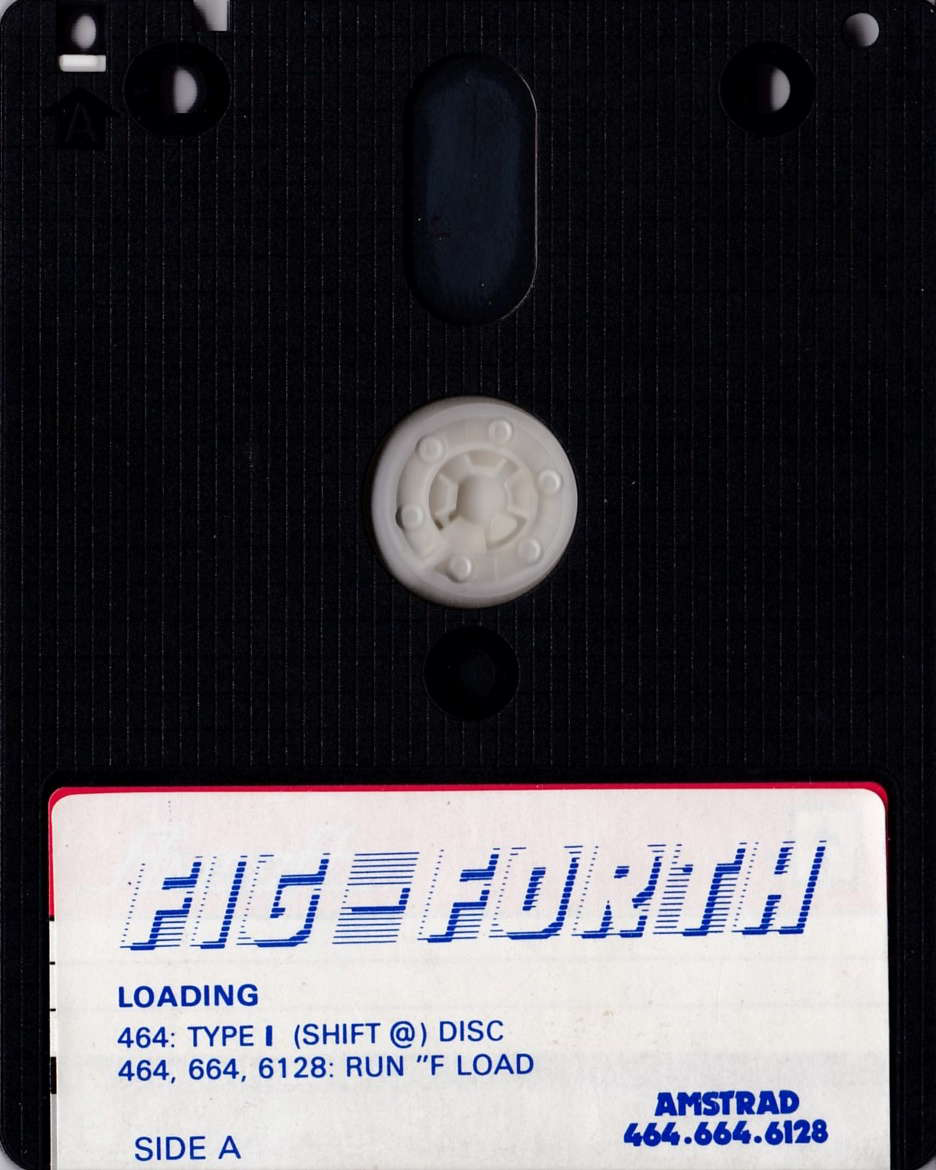 A
FIG-FORTH
LOADING
464: TYPE | (SHIFT @) DISC
464, 664, 6128: RUN "F LOAD
AMSTRAD
464.664.6128
SIDE A